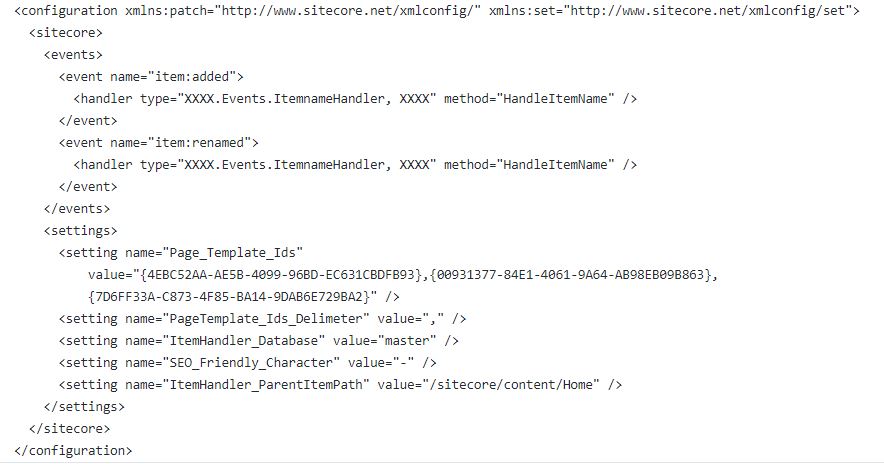 <configuration xmlns:patch="http://www.sitecore.net/xmlconfig/" xmlns:set="http://www.sitecore.net/xmlconfig/set">
<sitecore>
<events>
<event name="item:added">
<handler type="XXXX.Events.ItemnameHandler, XXXX" method="HandleItemName" />
</event>
<event name="item:renamed">
<handler type="XXXX.Events.ItemnameHandler, XXXX" method="HandleItemName" />
</event>
</events>
<settings>
<setting name="Page_Template_Ids"
value="{4EBC52AA-AE5B-4099-96BD-EC631CBDFB93},{00931377-84E1-4061-9A64-AB98EB09B863},
{7D6FF33A-C873-4F85-BA14-9DAB6E729BA2}" />
<setting name="PageTemplate_Ids_Delimeter" value="," />
<setting name="ItemHandler_Database" value="master" />
<setting name="SEO_Friendly_Character" value="-" />
<setting name="ItemHandler_ParentItemPath" value="/sitecore/content/Home" />
</settings>
</sitecore>
</configuration>